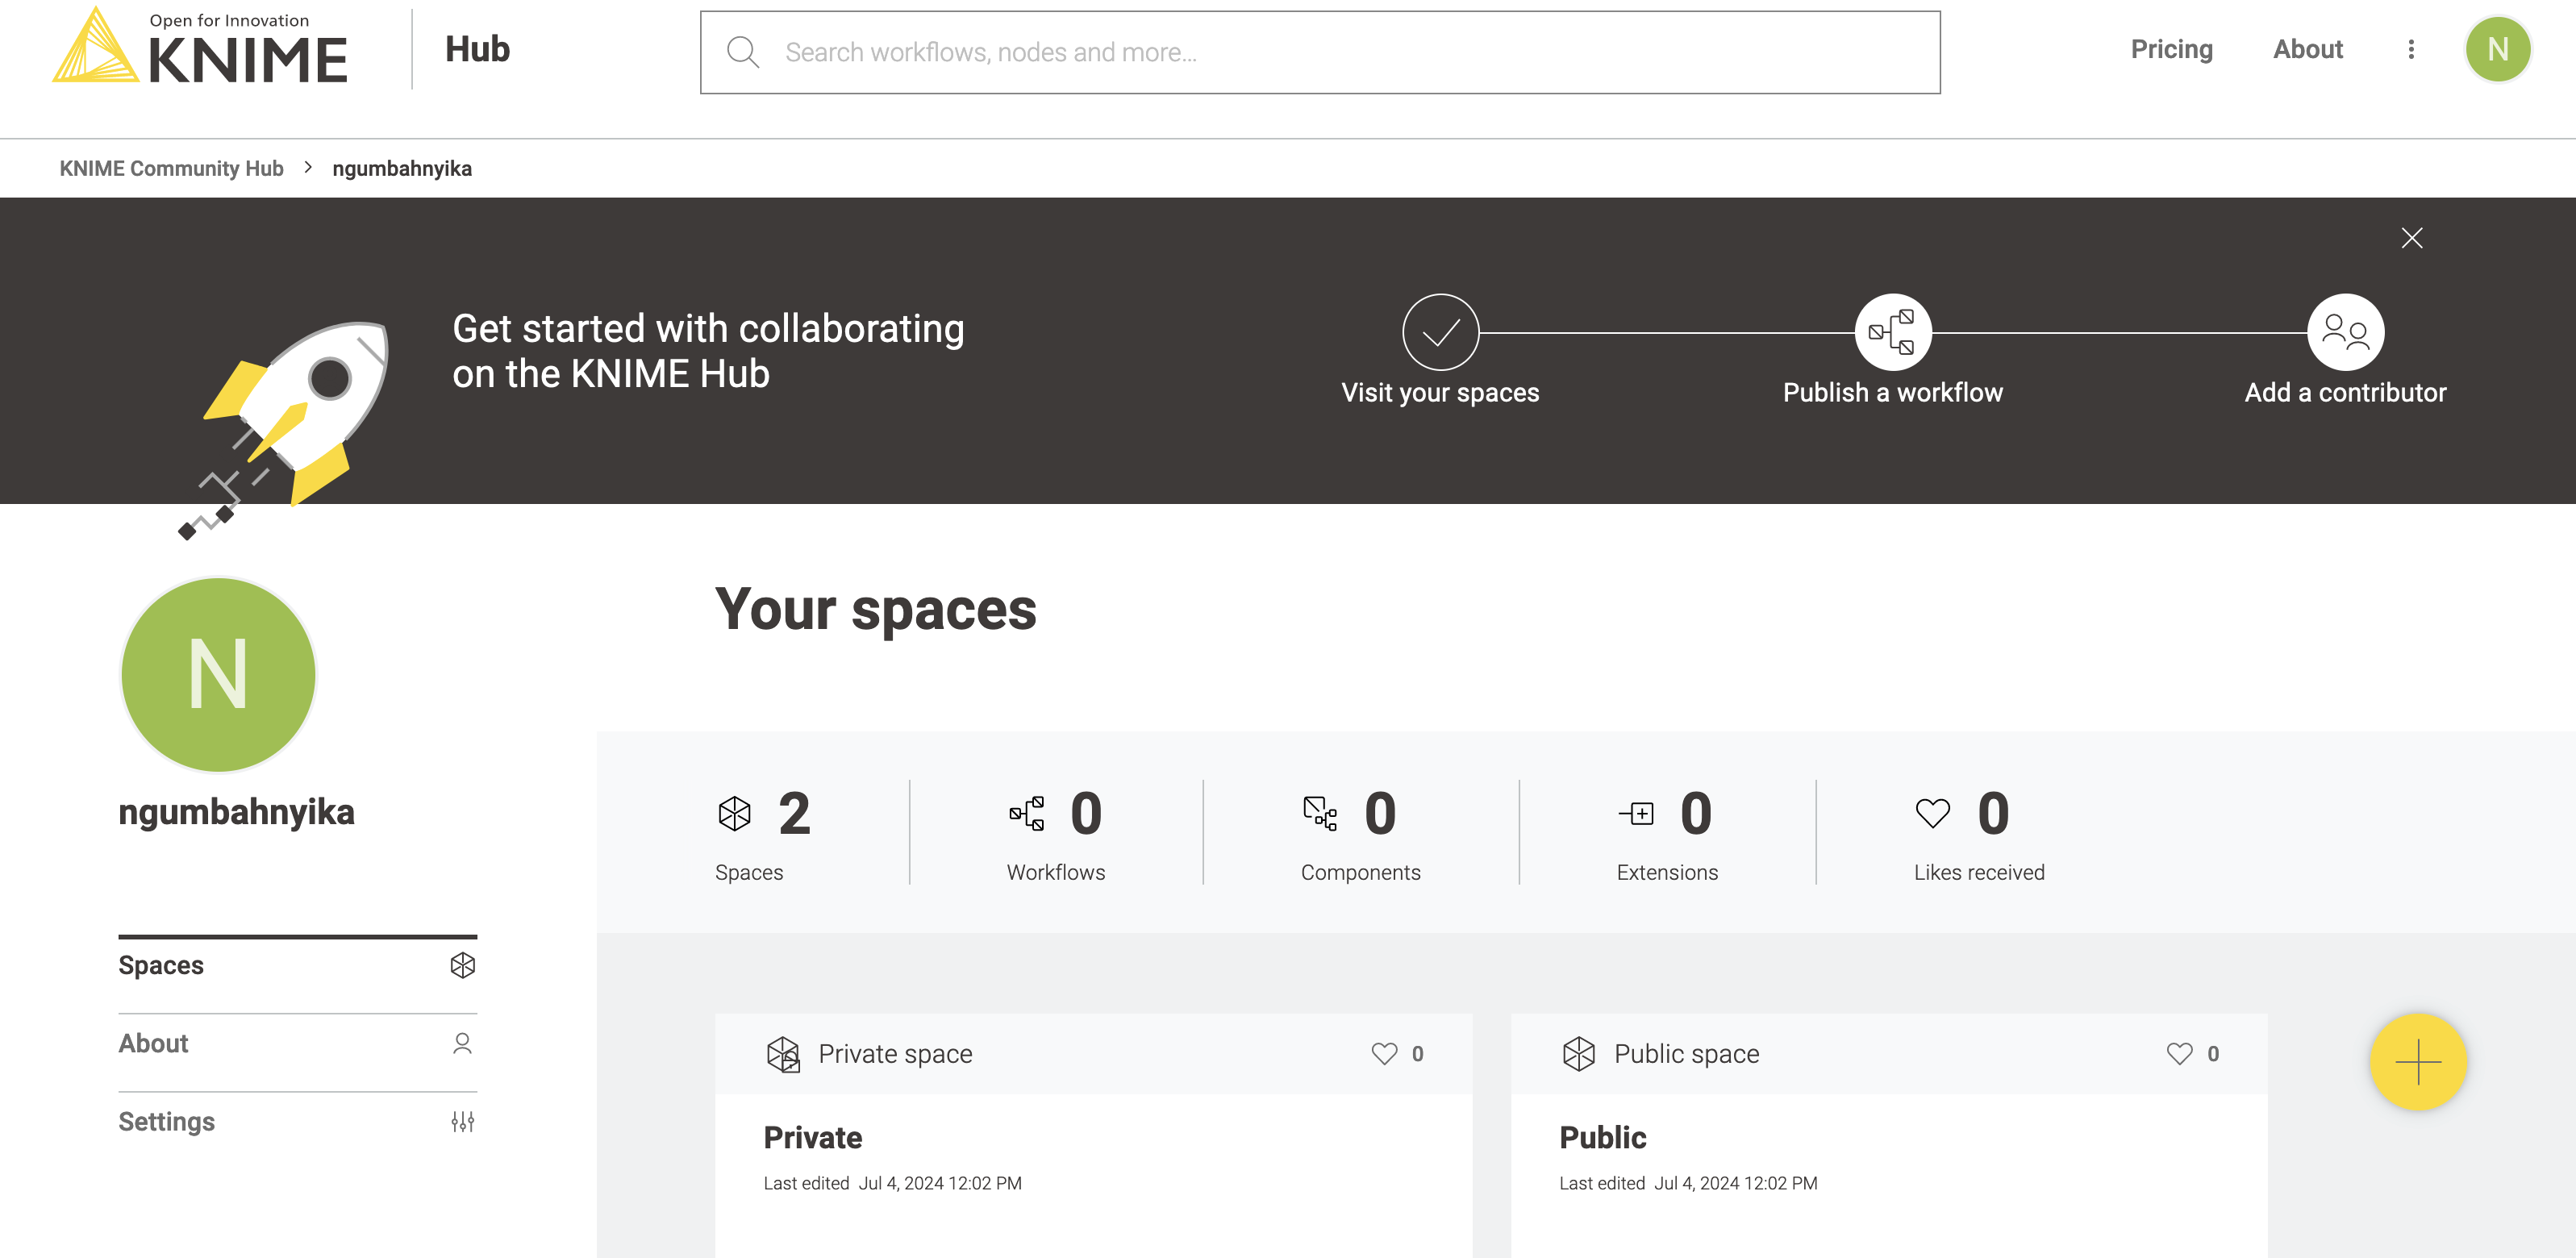 Open for Innovation
KNIME
Hub
Search workflows, nodes and more...
Pricing
About
N
KNIME Community Hub > ngumbahnyika
Get started with collaborating
on the KNIME Hub
Visit your spaces
Publish a workflow
Add a contributor
N
ngumbahnyika
Spaces
About
Settings
Your spaces
2
Spaces
0
Workflows
0
Components
0
Extensions
0
Likes received
Private space
0
Private
Last edited Jul 4, 2024 12:02 PM
Public space
0
Public
Last edited Jul 4, 2024 12:02 PM